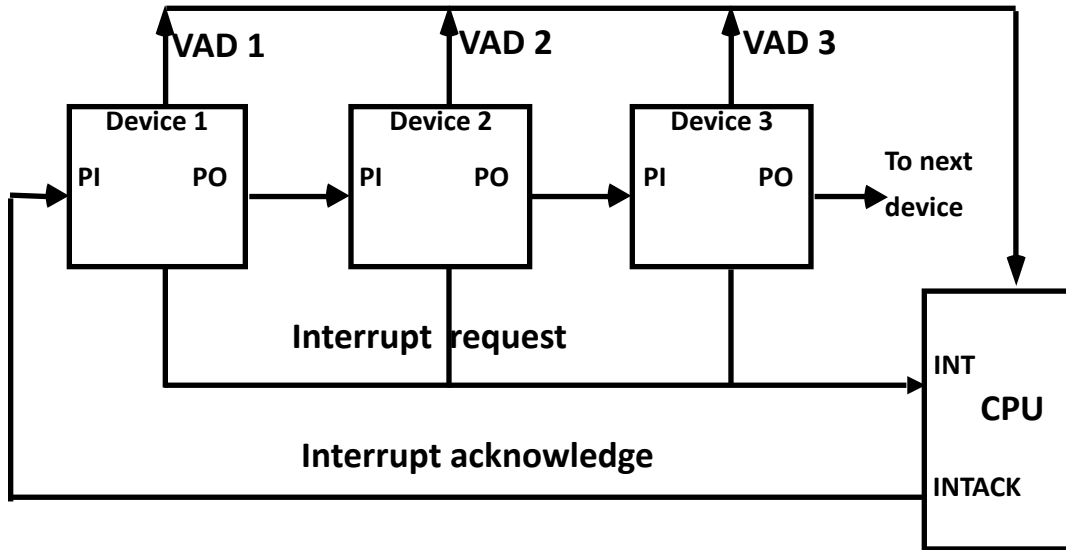 VAD 1
VAD 2
VAD 3
Device 1
Device 2
Device 3
PI
PO
PI
PO
PI
PO
To next
device
Interrupt request
INT
CPU
Interrupt acknowledge
INTACK